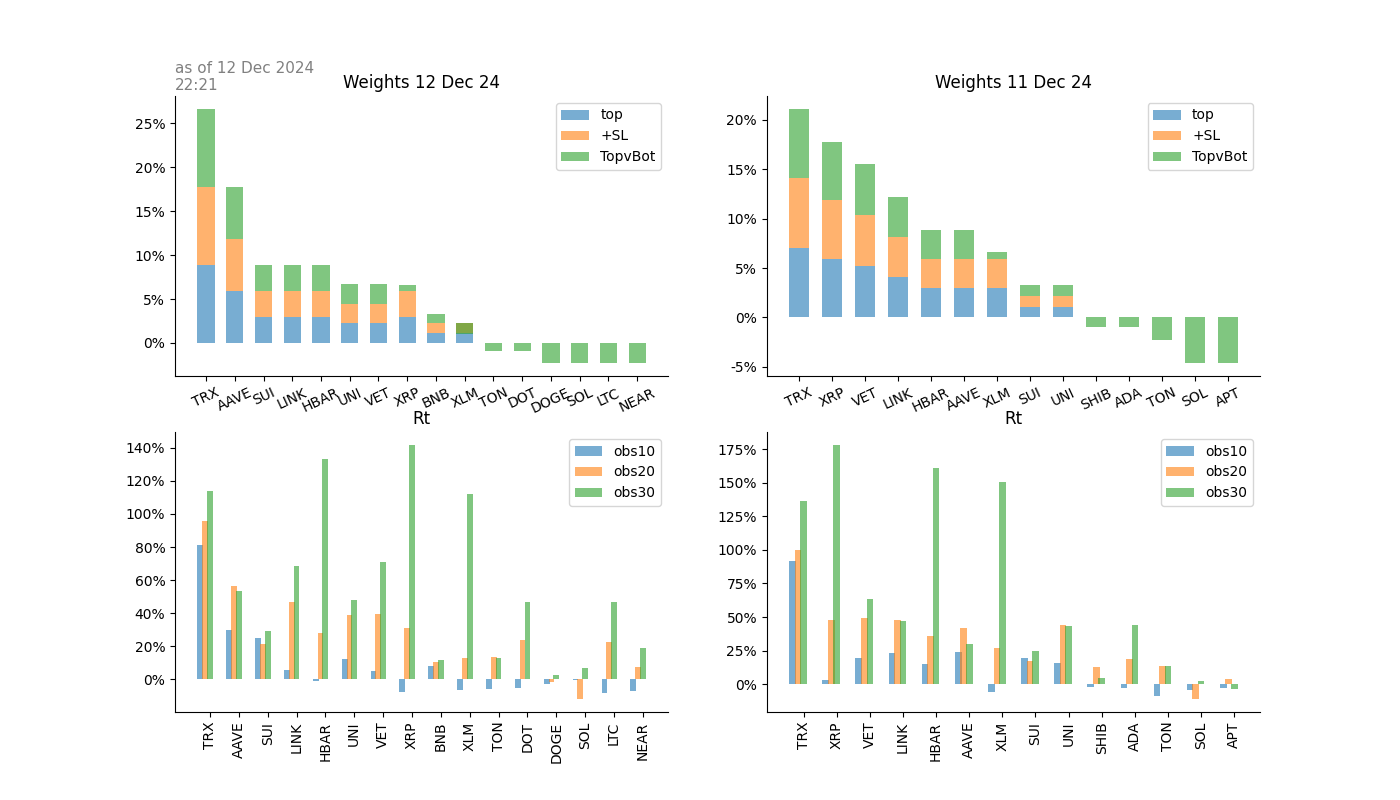 as of 12 Dec 2024
22:21
Weights 12 Dec 24
25%
20%
15%
10%
5%
0%
top
+SL
TopvBot
TRX AAVE SUI LINK HBAR UNI VET XRP BNB XLM TON DOT DOGE SOL LTC NEAR
Weights 11 Dec 24
20%
15%
10%
5%
0%
-5%
top
+SL
TopvBot
TRX XRP VET LINK HBAR AAVE XLM SUI UNI SHIB ADA TON SOL APT
Rt
140%
120%
100%
80%
60%
40%
20%
0%
obs10
obs20
obs30
TRX AAVE SUI LINK HBAR UNI VET XRP BNB XLM TON DOT DOGE SOL LTC NEAR
Rt
175%
150%
125%
100%
75%
50%
25%
0%
obs10
obs20
obs30
TRX XRP VET LINK HBAR AAVE XLM SUI UNI SHIB ADA TON SOL APT